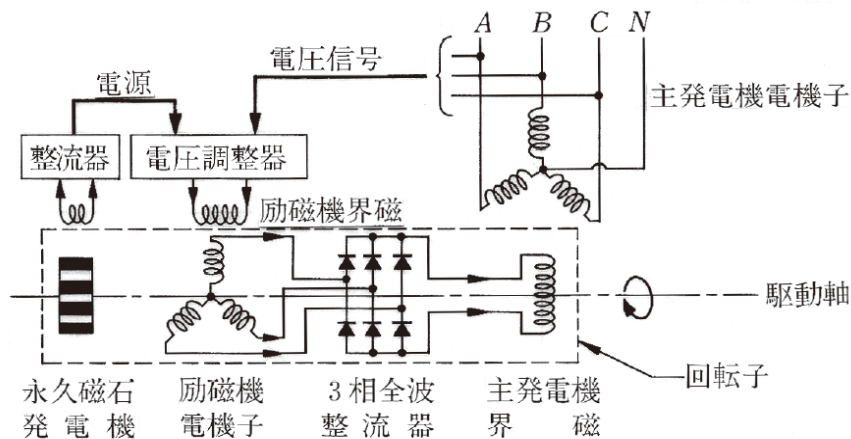 A B C N
電圧信号
電源
主発電機電機子
整流器
電圧調整器
励磁機界磁
駆動軸
回転子
永久磁石
発電機
励磁機
電機子
3相全波
整流器
主発電機
界磁